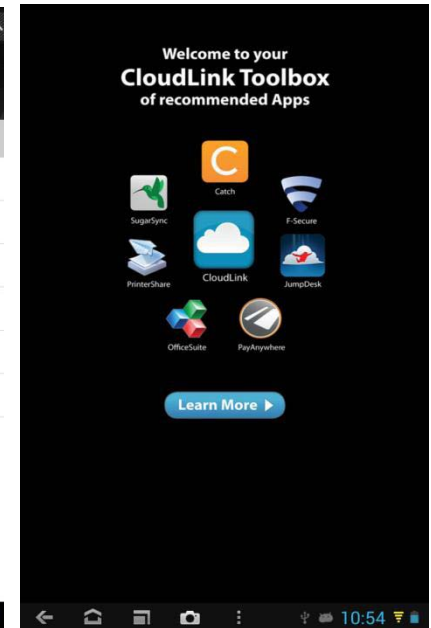 Welcome to your
CloudLink Toolbox
of recommended Apps
C
Catch
SugarSync
F-Secure
CloudLink
PrinterShare
JumpDesk
OfficeSuite
PayAnywhere
Learn More
10:54